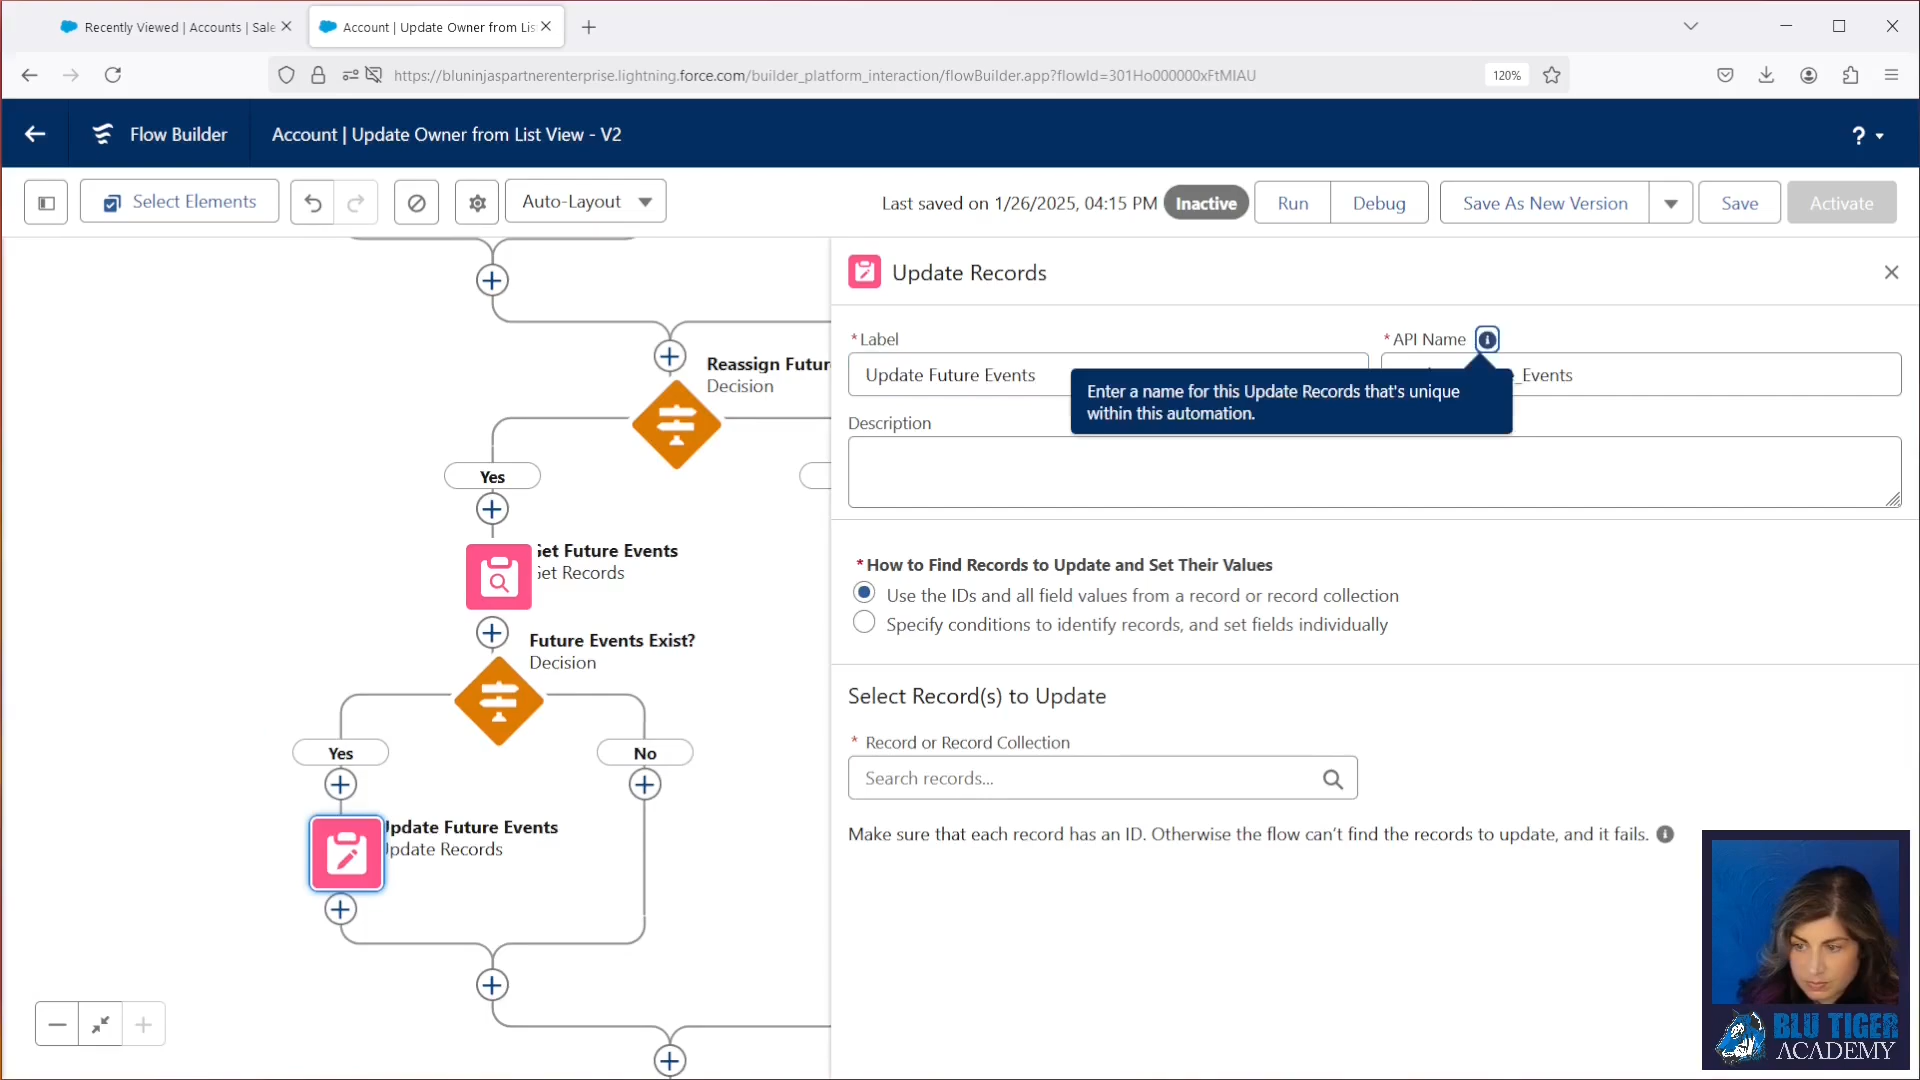 Recently Viewed | Accounts | Sale
Account | Update Owner from Lis
https://bluninjaspartnerenterprise.lightning.force.com/builder_platform_interaction/flowBuilder.app?flowId=301Ho000000xFtMIAU
120%
Flow Builder
Account | Update Owner from List View - V2
?
Select Elements
Auto-Layout
Last saved on 1/26/2025, 04:15 PM
Inactive
Run
Debug
Save As New Version
Save
Activate
Reassign Futur
Decision
Yes
Get Future Events
Get Records
Future Events Exist?
Decision
Yes
No
Update Future Events
Update Records
Update Records
* Label
* API Name
Update Future Events
_Events
Enter a name for this Update Records that's unique
within this automation.
Description
* How to Find Records to Update and Set Their Values
Use the IDs and all field values from a record or record collection
Specify conditions to identify records, and set fields individually
Select Record(s) to Update
* Record or Record Collection
Search records...
Make sure that each record has an ID. Otherwise the flow can't find the records to update, and it fails.
BLU TIGER
ACADEMY